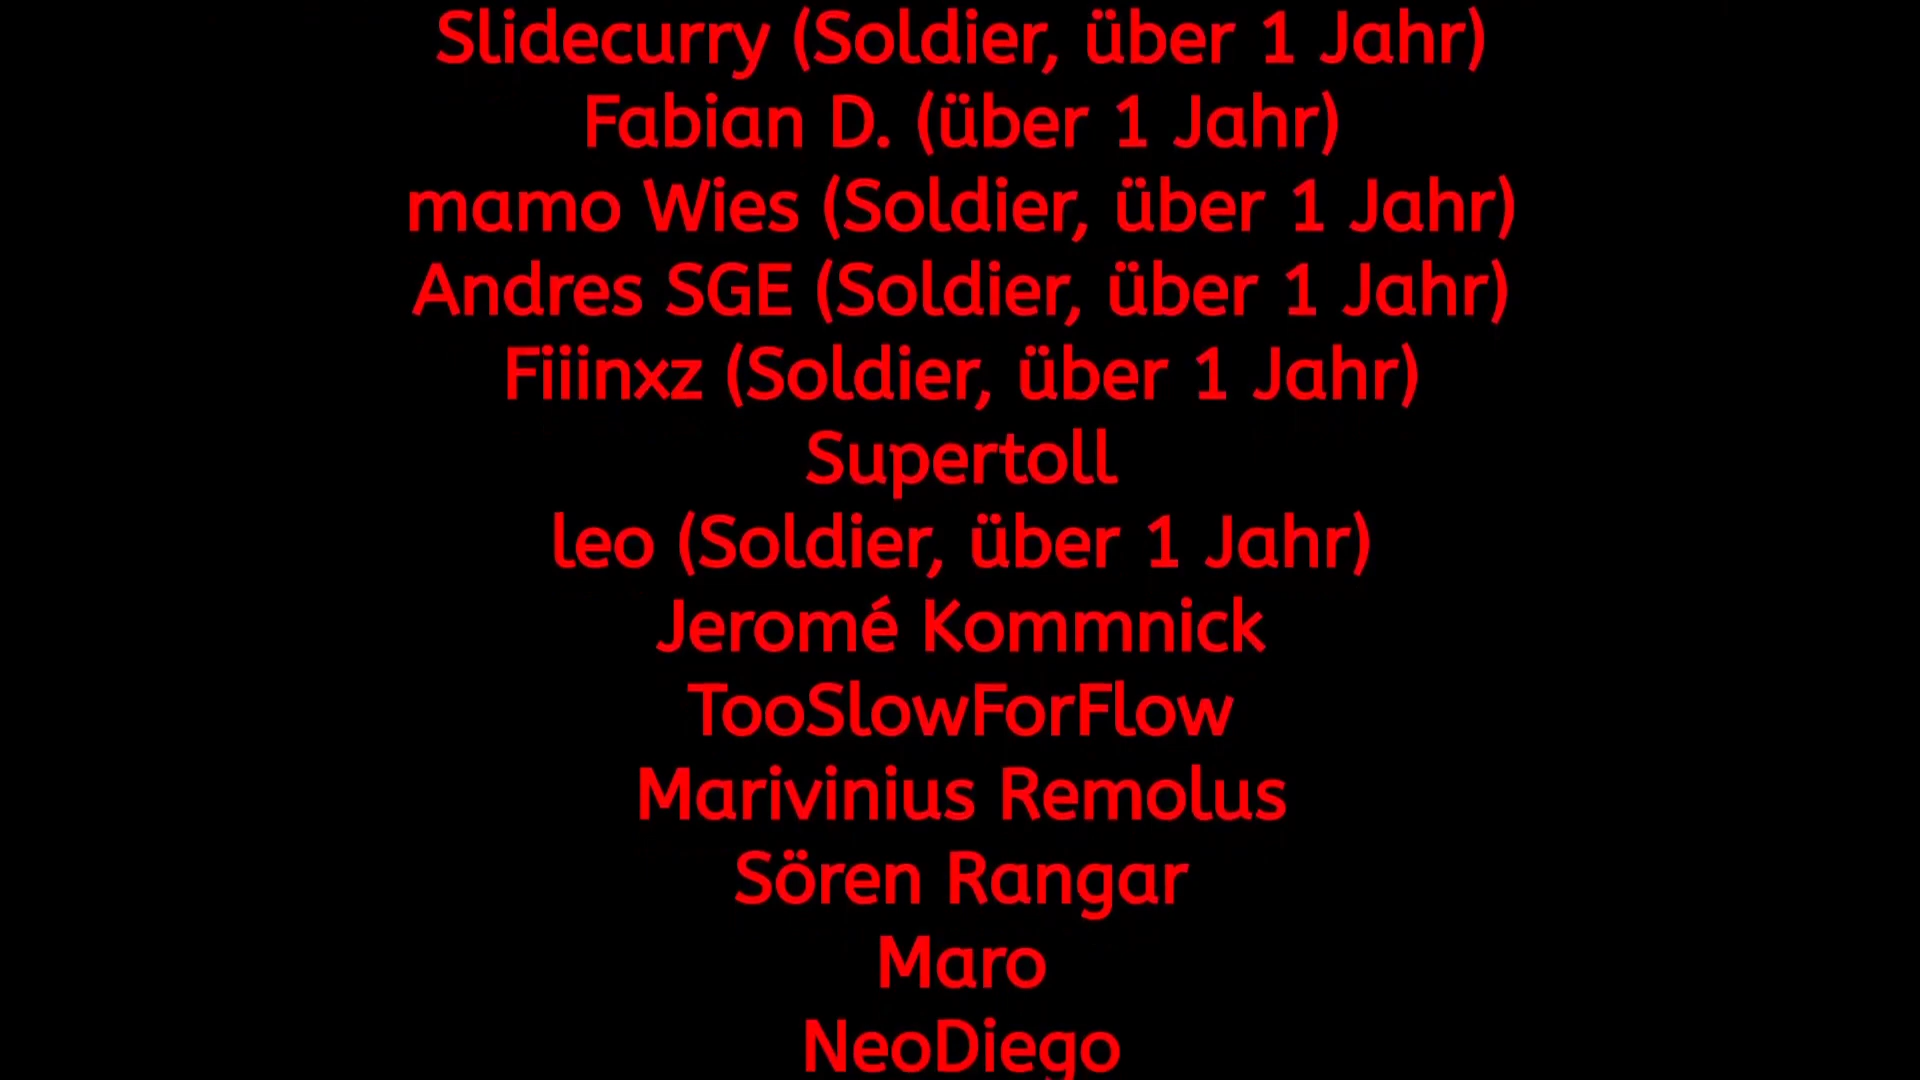 Slidecurry (Soldier, über 1 Jahr)
Fabian D. (über 1 Jahr)
mamo Wies (Soldier, über 1 Jahr)
Andres SGE (Soldier, über 1 Jahr)
Fiiinxz (Soldier, über 1 Jahr)
Supertoll
leo (Soldier, über 1 Jahr)
Jeromé Kommnick
TooSlowForFlow
Marivinius Remolus
Sören Rangar
Maro
NeoDiego